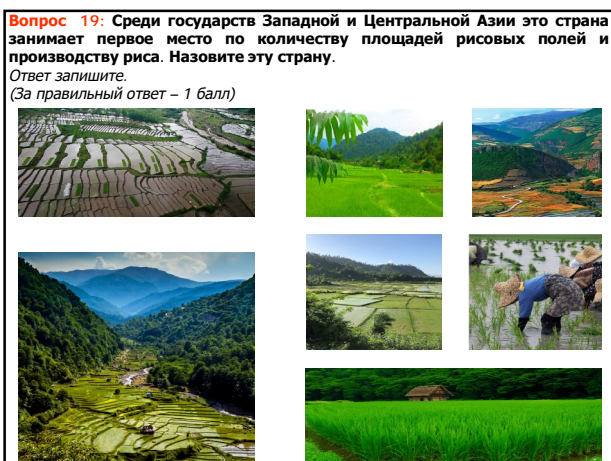 Вопрос 19: Среди государств Западной и Центральной Азии это страна
занимает первое место по количеству площадей рисовых полей и
производству риса. Назовите эту страну.
Ответ запишите.
(За правильный ответ – 1 балл)